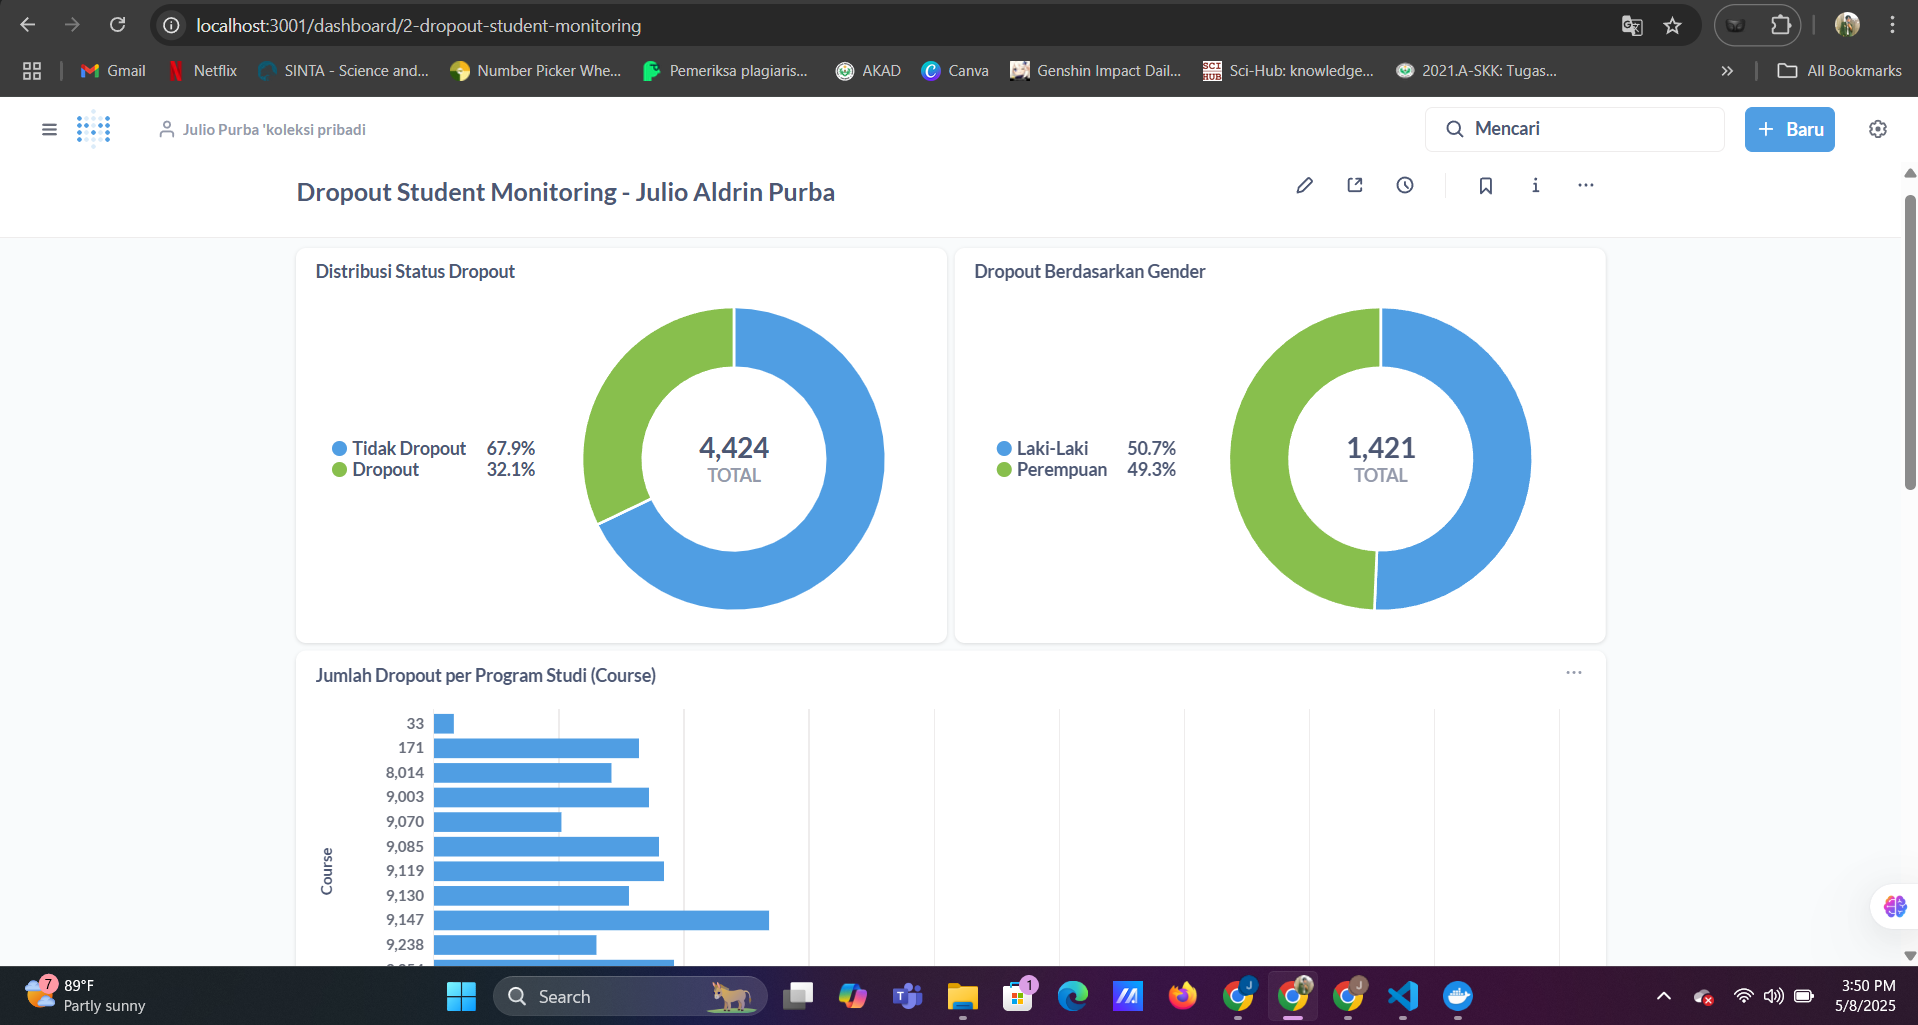 localhost:3001/dashboard/2-dropout-student-monitoring
Gmail
Netflix
SINTA - Science and...
Number Picker Whe...
Pemeriksa plagiaris...
AKAD
Canva
Genshin Impact Dail...
SCI HUB
Sci-Hub: knowledge...
2021.A-SKK: Tugas...
All Bookmarks
Julio Purba 'koleksi pribadi
Mencari
+ Baru
Dropout Student Monitoring - Julio Aldrin Purba
Distribusi Status Dropout
Tidak Dropout 67.9%
Dropout 32.1%
4,424
TOTAL
Dropout Berdasarkan Gender
Laki-Laki 50.7%
Perempuan 49.3%
1,421
TOTAL
Jumlah Dropout per Program Studi (Course)
Course
33
171
8,014
9,003
9,070
9,085
9,119
9,130
9,147
9,238
7
89°F
Partly sunny
Search
1
J
J
3:50 PM
5/8/2025